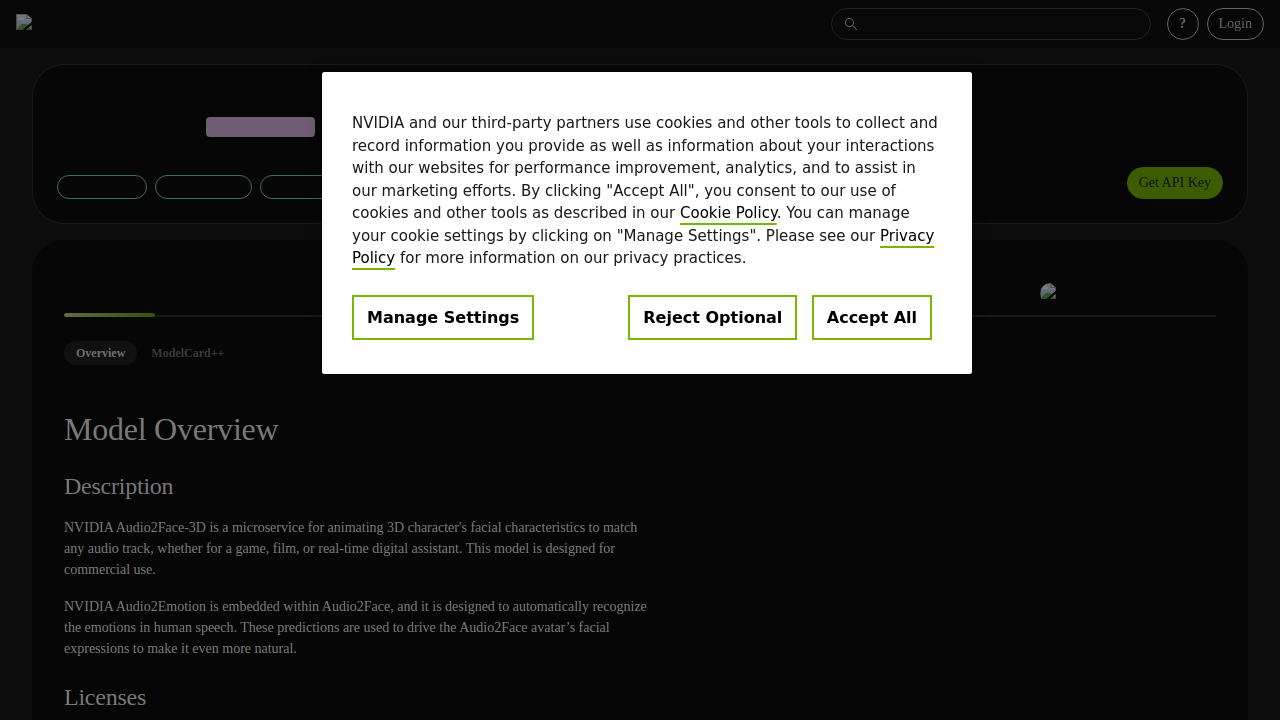 ?
Login
NVIDIA and our third-party partners use cookies and other tools to collect and
record information you provide as well as information about your interactions
with our websites for performance improvement, analytics, and to assist in
our marketing efforts. By clicking "Accept All", you consent to our use of
cookies and other tools as described in our Cookie Policy. You can manage
your cookie settings by clicking on "Manage Settings". Please see our Privacy
Policy for more information on our privacy practices.
Manage Settings
Reject Optional
Accept All
Get API Key
Overview
ModelCard++
Model Overview
Description
NVIDIA Audio2Face-3D is a microservice for animating 3D character's facial characteristics to match
any audio track, whether for a game, film, or real-time digital assistant. This model is designed for
commercial use.
NVIDIA Audio2Emotion is embedded within Audio2Face, and it is designed to automatically recognize
the emotions in human speech. These predictions are used to drive the Audio2Face avatar’s facial
expressions to make it even more natural.
Licenses